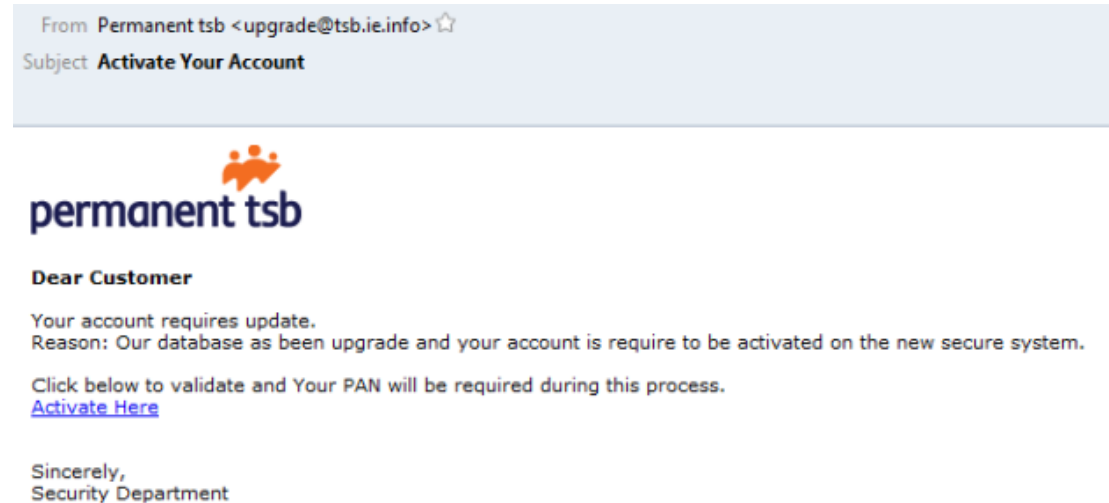 From Permanent tsb <upgrade@tsb.ie.info>
Subject Activate Your Account
permanent tsb
Dear Customer
Your account requires update.
Reason: Our database as been upgrade and your account is require to be activated on the new secure system.
Click below to validate and Your PAN will be required during this process.
Activate Here
Sincerely,
Security Department